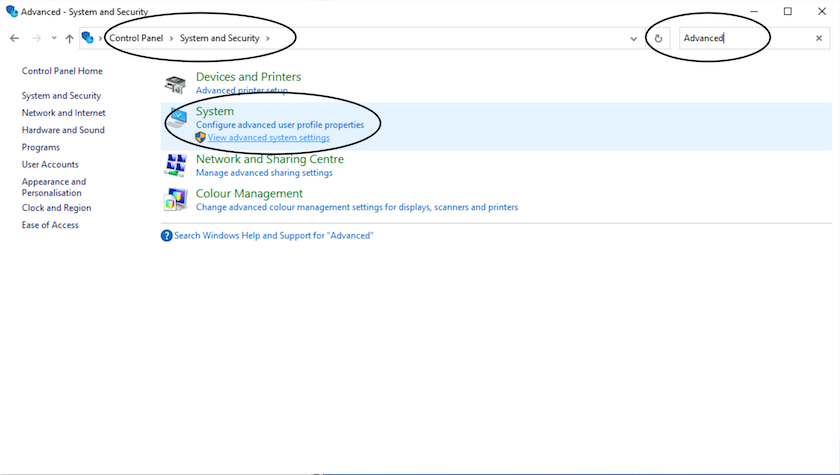 Advanced - System and Security
Control Panel > System and Security >
Advanced
Control Panel Home
System and Security
Network and Internet
Hardware and Sound
Programs
User Accounts
Appearance and
Personalisation
Clock and Region
Ease of Access
Devices and Printers
Advanced printer setup
System
Configure advanced user profile properties
View advanced system settings
Network and Sharing Centre
Manage advanced sharing settings
Colour Management
Change advanced colour management settings for displays, scanners and printers
Search Windows Help and Support for "Advanced"